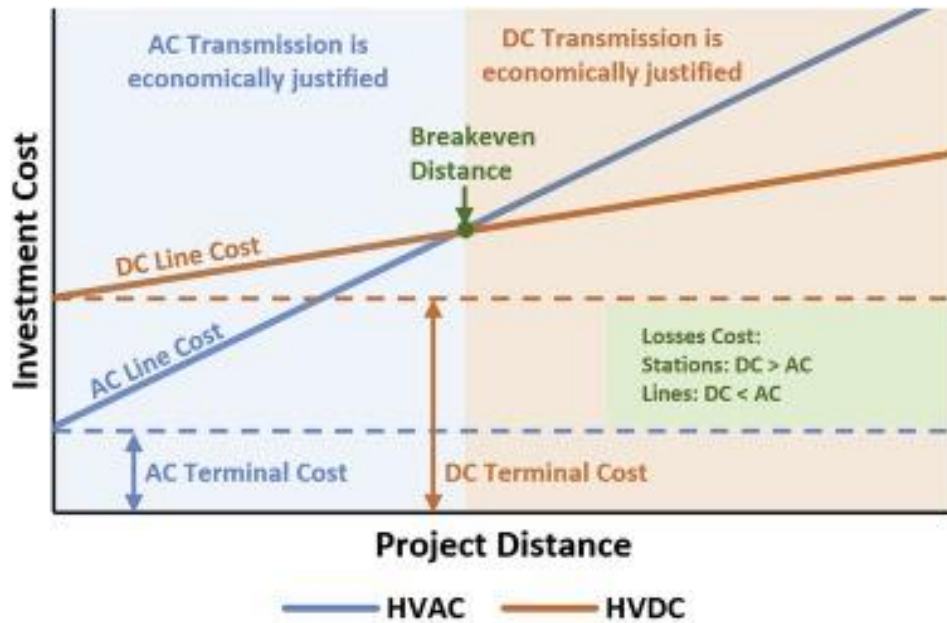 AC Transmission is
economically justified
DC Transmission is
economically justified
Breakeven
Distance
DC Line Cost
AC Line Cost
Losses Cost:
Stations: DC > AC
Lines: DC < AC
AC Terminal Cost
DC Terminal Cost
Investment Cost
Project Distance
HVAC
HVDC